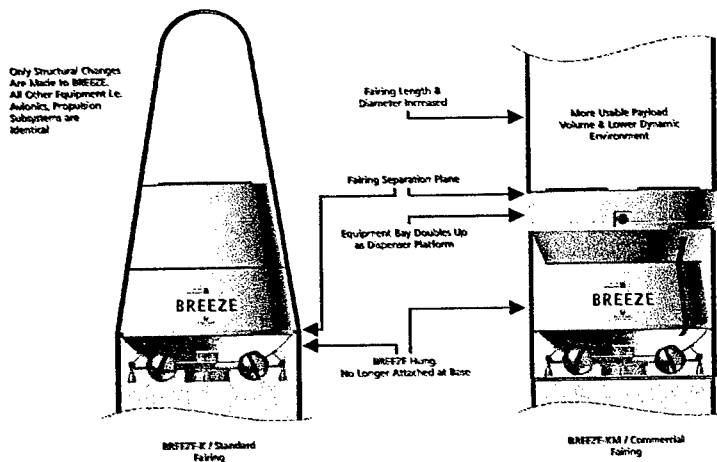 Only Structural Changes
Are Made to BREEZE.
All Other Equipment i.e.
Avionics, Propulsion
Subsystems are
Identical
Fairing Length &
Diameter Increased
More Usable Payload
Volume & Lower Dynamic
Environment
Fairing Separation Plane
Equipment Bay Doubles Up
as Dispenser Platform
BREEZE
BREEZE
BREEZE Hung.
No Longer Attached at Base
BREEZE-K / Standard
Fairing
BREEZE-KM / Commercial
Fairing